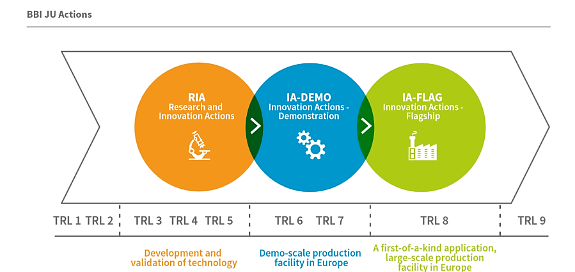 BBI JU Actions
RIA
Research and
Innovation Actions
IA-DEMO
Innovation Actions -
Demonstration
IA-FLAG
Innovation Actions -
Flagship
TRL 1 TRL 2 TRL 3 TRL 4 TRL 5 TRL 6 TRL 7 TRL 8 TRL 9
Development and
validation of technology
Demo-scale production
facility in Europe
A first-of-a-kind application,
large-scale production
facility in Europe